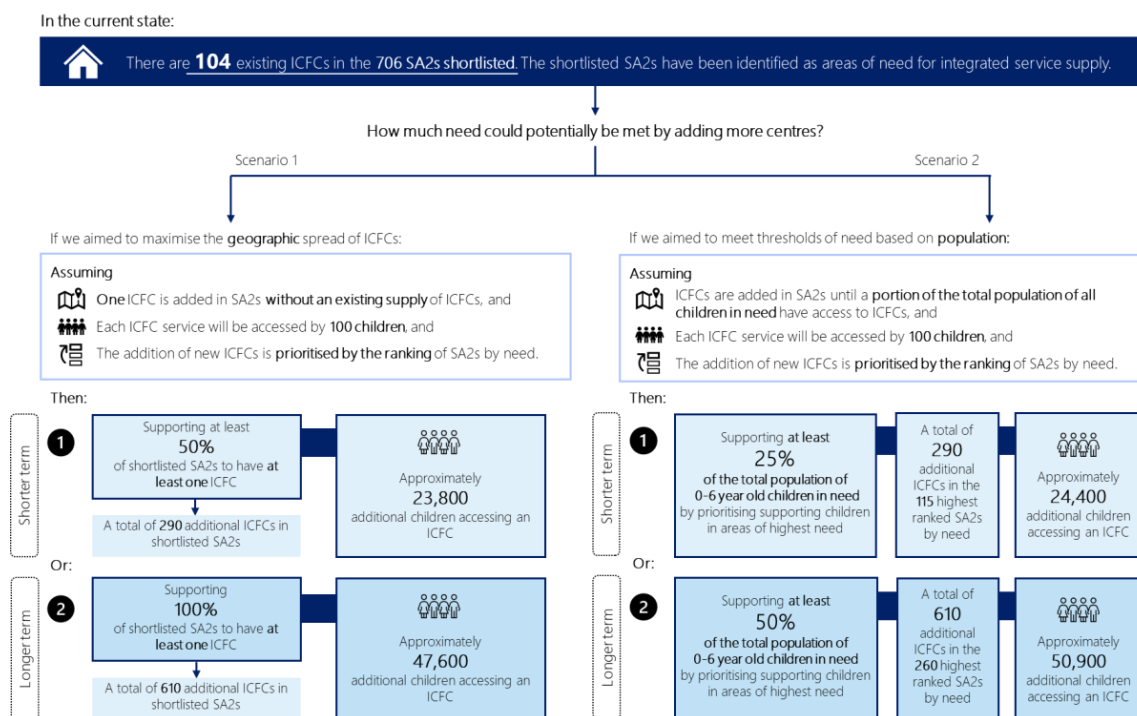 In the current state:
There are 104 existing ICFCs in the 706 SA2s shortlisted. The shortlisted SA2s have been identified as areas of need for integrated service supply.
How much need could potentially be met by adding more centres?
Scenario 1
Scenario 2
If we aimed to maximise the geographic spread of ICFCs:
Assuming
One ICFC is added in SA2s without an existing supply of ICFCs, and
Each ICFC service will be accessed by 100 children, and
The addition of new ICFCs is prioritised by the ranking of SA2s by need.
Then:
Shorter term
1
Supporting at least
50%
of shortlisted SA2s to have at
least one ICFC
A total of 290 additional ICFCs in
shortlisted SA2s
Approximately
23,800
additional children accessing an
ICFC
Or:
Longer term
2
Supporting
100%
of shortlisted SA2s to have at
least one ICFC
A total of 610 additional ICFCs in
shortlisted SA2s
Approximately
47,600
additional children accessing an
ICFC
If we aimed to meet thresholds of need based on population:
Assuming
ICFCs are added in SA2s until a portion of the total population of all
children in need have access to ICFCs, and
Each ICFC service will be accessed by 100 children, and
The addition of new ICFCs is prioritised by the ranking of SA2s by need.
Then:
Shorter term
1
Supporting at least
25%
of the total population of
0-6 year old children in need
by prioritising supporting children
in areas of highest need
A total of
290
additional
ICFCs in the
115 highest
ranked SA2s
by need
Approximately
24,400
additional children
accessing an ICFC
Or:
Longer term
2
Supporting at least
50%
of the total population of
0-6 year old children in need
by prioritising supporting children
in areas of highest need
A total of
610
additional
ICFCs in the
260 highest
ranked SA2s
by need
Approximately
50,900
additional children
accessing an ICFC